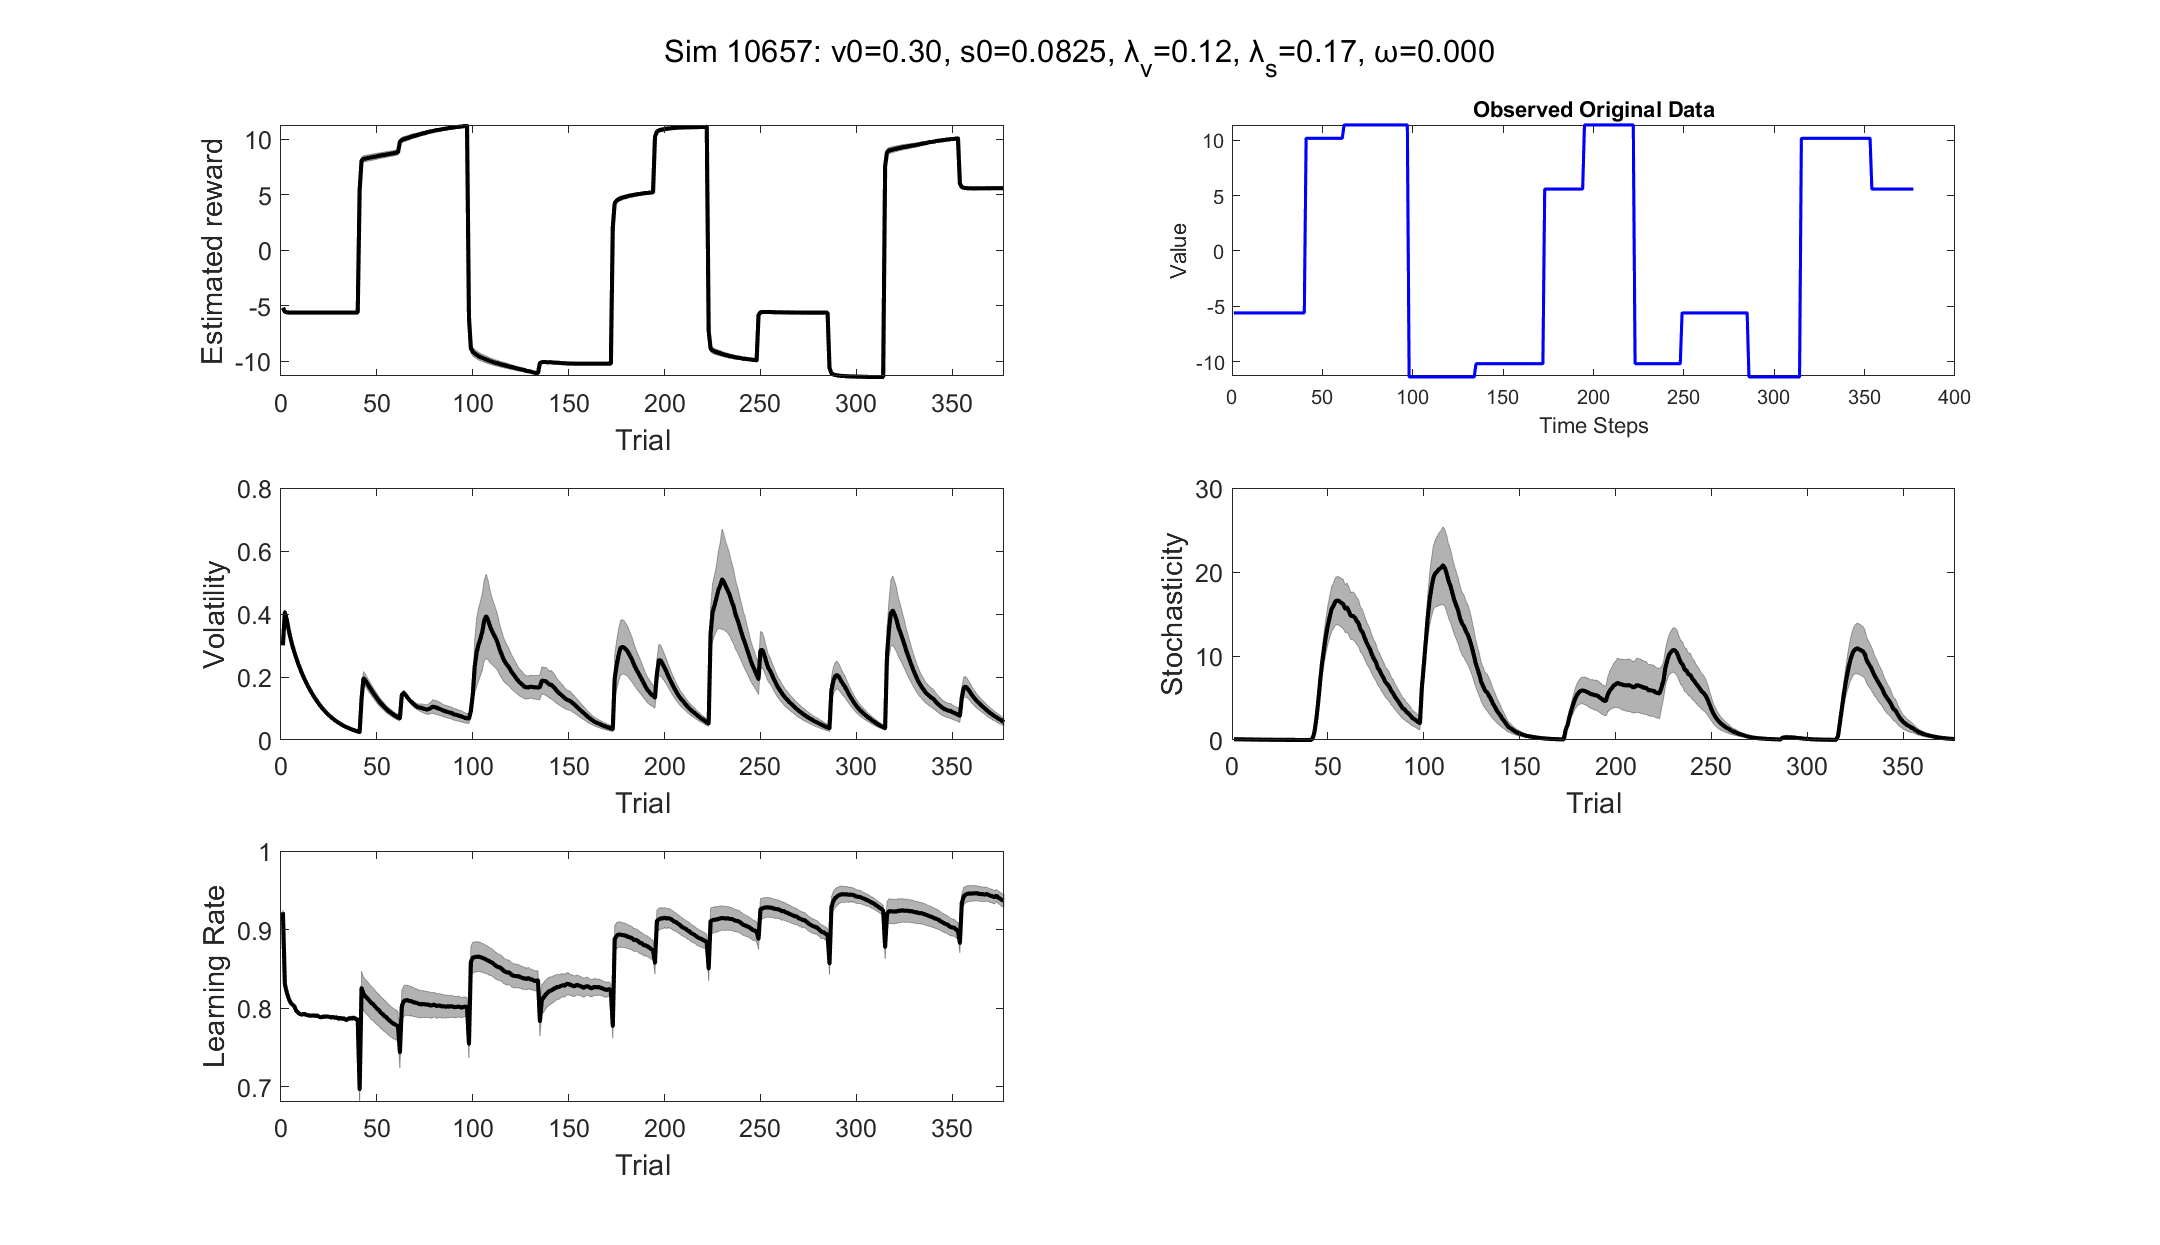 Sim 10657: v0=0.30, s0=0.0825, λv=0.12, λs=0.17, ω=0.000
Estimated reward
10
5
0
-5
-10
0 50 100 150 200 250 300 350
Trial
Observed Original Data
Value
10
5
0
-5
-10
0 50 100 150 200 250 300 350 400
Time Steps
Volatility
0.8
0.6
0.4
0.2
0
0 50 100 150 200 250 300 350
Trial
Stochasticity
30
20
10
0
0 50 100 150 200 250 300 350
Trial
Learning Rate
1
0.9
0.8
0.7
0 50 100 150 200 250 300 350
Trial